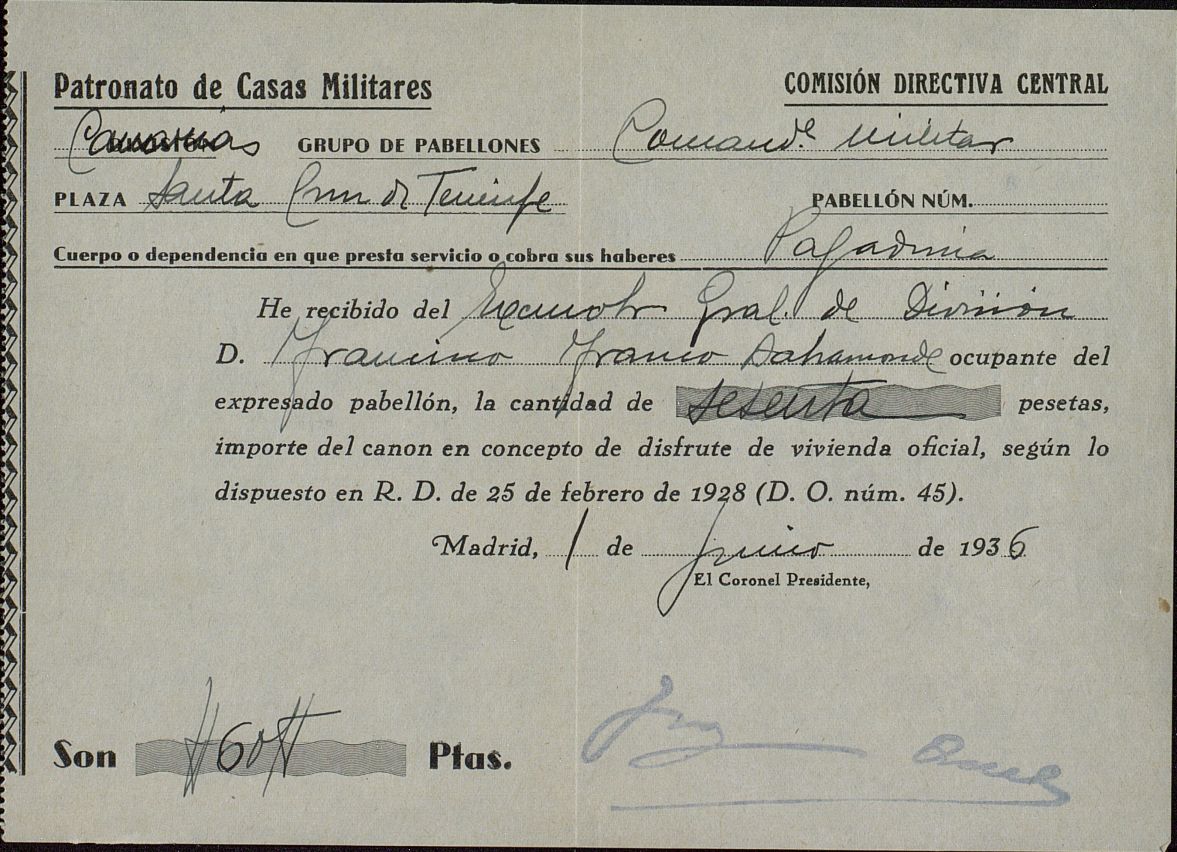 Patronato de Casas Militares
COMISIÓN DIRECTIVA CENTRAL
Canarias GRUPO DE PABELLONES Comand.ª militar
PLAZA Santa Cruz de Tenerife PABELLÓN NÚM.
Cuerpo o dependencia en que presta servicio o cobra sus haberes Pagaduria
He recibido del Excmo Sr Gral. de División
D. Francisco Franco Bahamonde ocupante del
expresado pabellón, la cantidad de sesenta pesetas,
importe del canon en concepto de disfrute de vivienda oficial, según lo
dispuesto en R. D. de 25 de febrero de 1928 (D. O. núm. 45).
Madrid, 1 de Junio de 1936
El Coronel Presidente,
Son #60# Ptas.